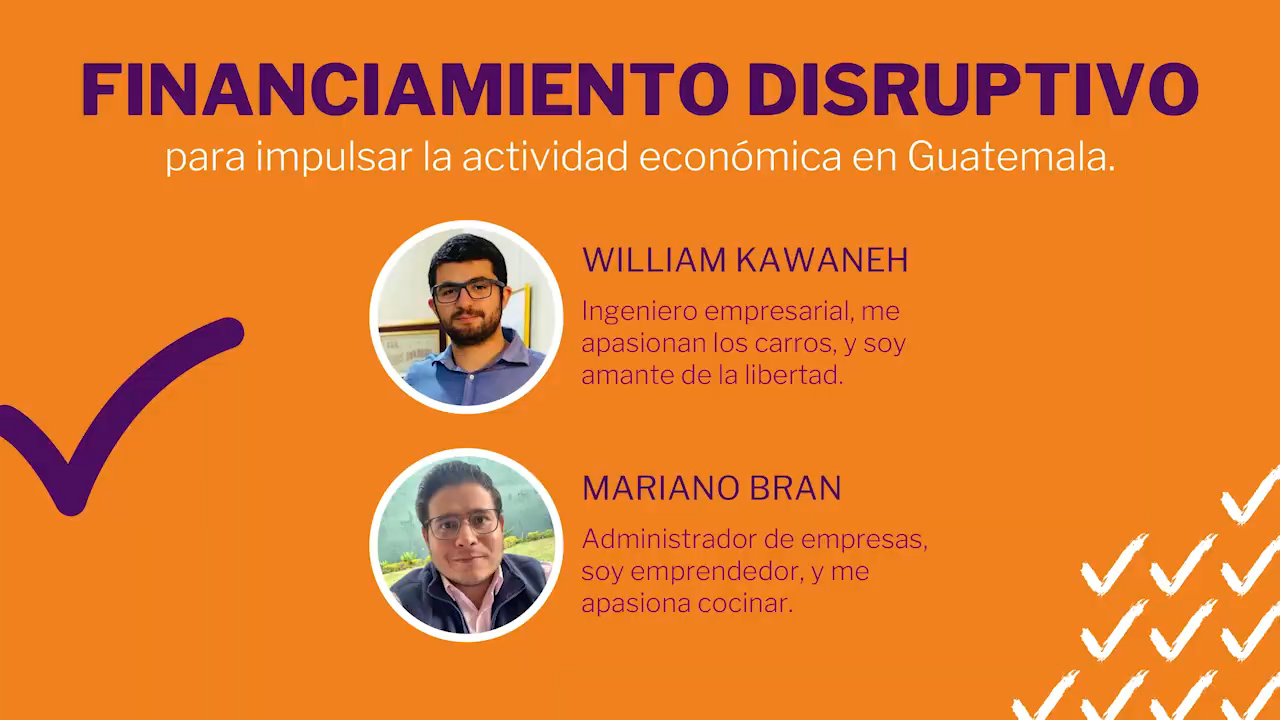 FINANCIAMIENTO DISRUPTIVO
para impulsar la actividad económica en Guatemala.
WILLIAM KAWANEH
Ingeniero empresarial, me
apasionan los carros, y soy
amante de la libertad.
MARIANO BRAN
Administrador de empresas,
soy emprendedor, y me
apasiona cocinar.